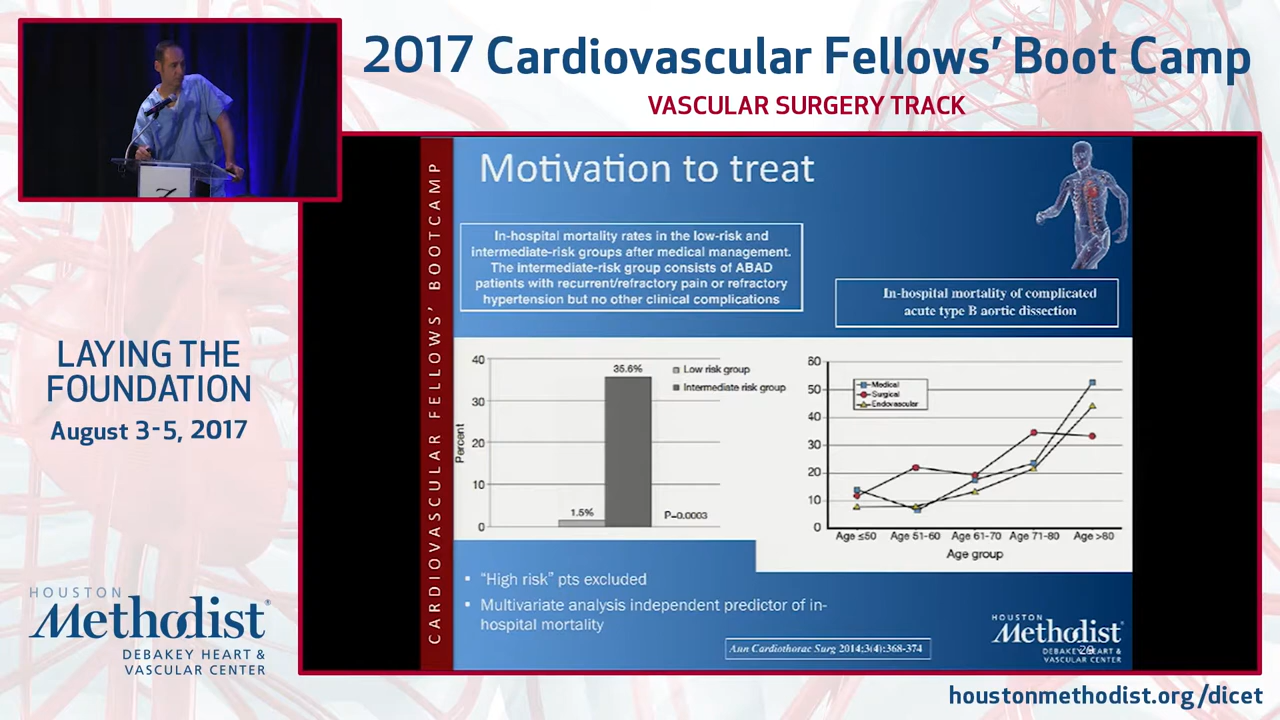 2017 Cardiovascular Fellows’ Boot Camp
VASCULAR SURGERY TRACK
LAYING THE
FOUNDATION
August 3-5, 2017
HOUSTON
Methodist®
DEBAKEY HEART &
VASCULAR CENTER
CARDIOVASCULAR FELLOWS’ BOOTCAMP
Motivation to treat
In-hospital mortality rates in the low-risk and
intermediate-risk groups after medical management.
The intermediate-risk group consists of ABAD
patients with recurrent/refractory pain or refractory
hypertension but no other clinical complications
In-hospital mortality of complicated
acute type B aortic dissection
40
30
20
10
0
Percent
1.5%
35.6%
Low risk group
Intermediate risk group
P=0.0003
60
50
40
30
20
10
0
Medical
Surgical
Endovascular
Age ≤50 Age 51-60 Age 61-70 Age 71-80 Age >80
Age group
• “High risk” pts excluded
• Multivariate analysis independent predictor of in-
hospital mortality
Ann Cardiothorac Surg 2014;3(4):368-374
HOUSTON
Methodist
DEBAKEY HEART &
VASCULAR CENTER
29
houstonmethodist.org/dicet